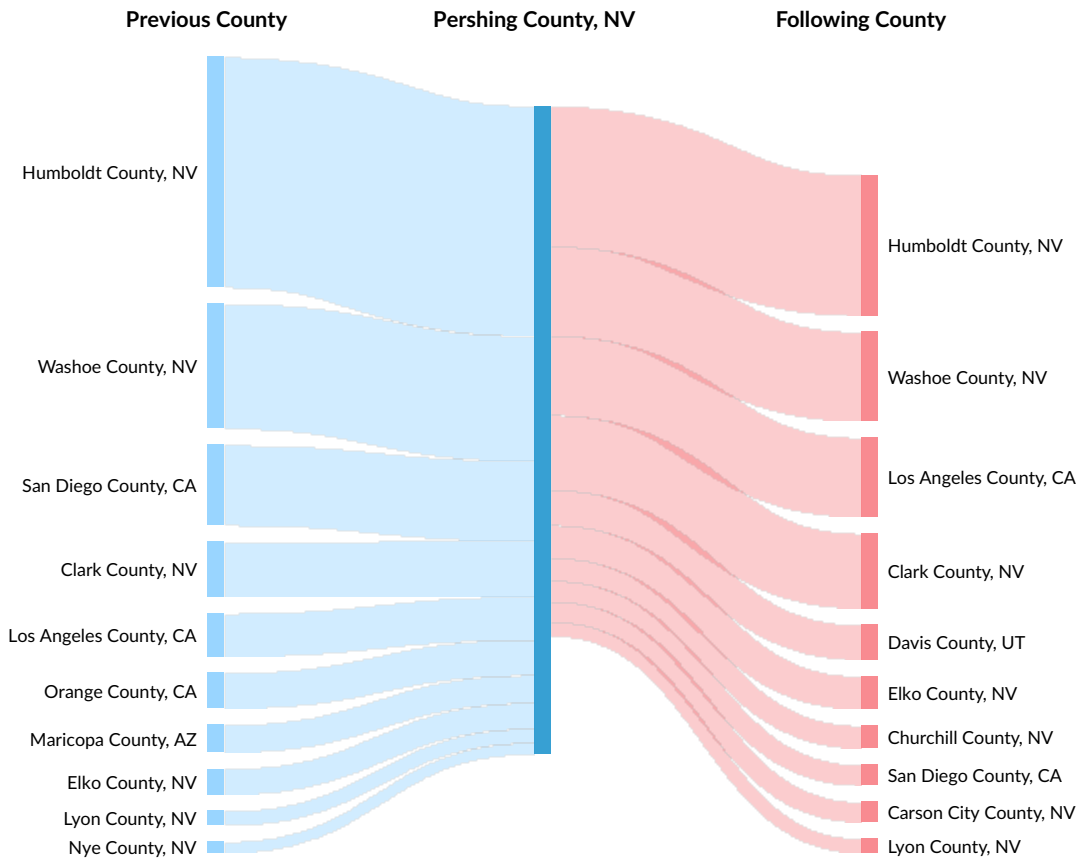 Previous County
Pershing County, NV
Following County
Humboldt County, NV
Washoe County, NV
San Diego County, CA
Clark County, NV
Los Angeles County, CA
Orange County, CA
Maricopa County, AZ
Elko County, NV
Lyon County, NV
Nye County, NV
Humboldt County, NV
Washoe County, NV
Los Angeles County, CA
Clark County, NV
Davis County, UT
Elko County, NV
Churchill County, NV
San Diego County, CA
Carson City County, NV
Lyon County, NV